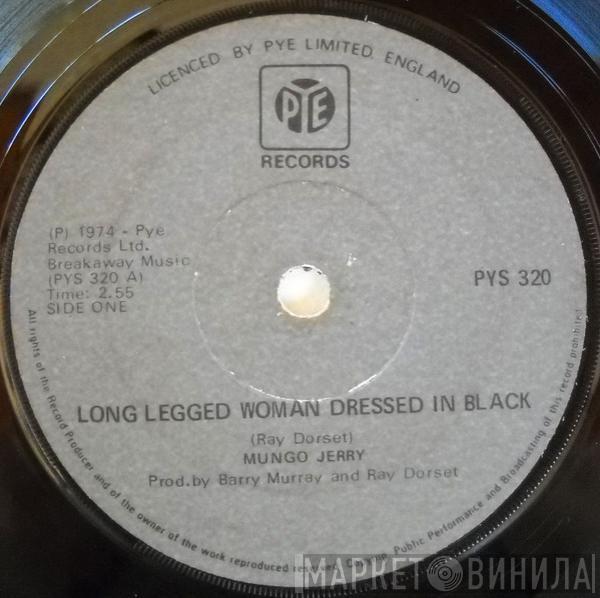 LICENCED BY PYE LIMITED, ENGLAND
PYE
RECORDS
(P) 1974 - Pye
Records Ltd.
Breakaway Music
(PYS 320 A)
Time: 2.55
SIDE ONE
PYS 320
LONG LEGGED WOMAN DRESSED IN BLACK
(Ray Dorset)
MUNGO JERRY
Prod.by Barry Murray and Ray Dorset
All rights of the Record Producer and of the owner of the work reproduced reserved. Public Performance and Broadcasting of this record prohibited
МАРКЕТ ВИНИЛА